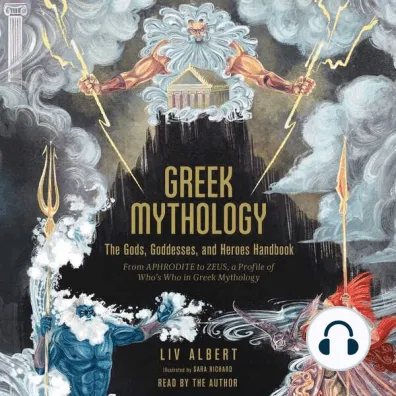 GREEK
MYTHOLOGY
The Gods, Goddesses, and Heroes Handbook
From APHRODITE to ZEUS, a Profile of
Who's Who in Greek Mythology
LIV ALBERT
Illustrated by SARA RICHARD
READ BY THE AUTHOR